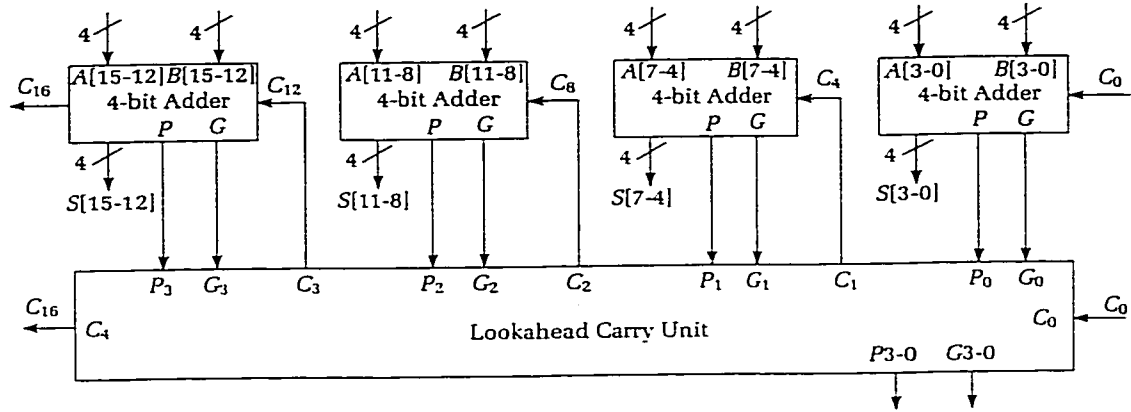 4 4 4 4 4 4 4 4
A[15-12] B[15-12] A[11-8] B[11-8] A[7-4] B[7-4] A[3-0] B[3-0]
C16 4-bit Adder C12 4-bit Adder C8 4-bit Adder C4 4-bit Adder C0
P G P G P G P G
4 4 4 4
S[15-12] S[11-8] S[7-4] S[3-0]
P3 G3 C3 P2 G2 C2 P1 G1 C1 P0 G0
C16 C4 Lookahead Carry Unit C0 C0
P3-0 G3-0